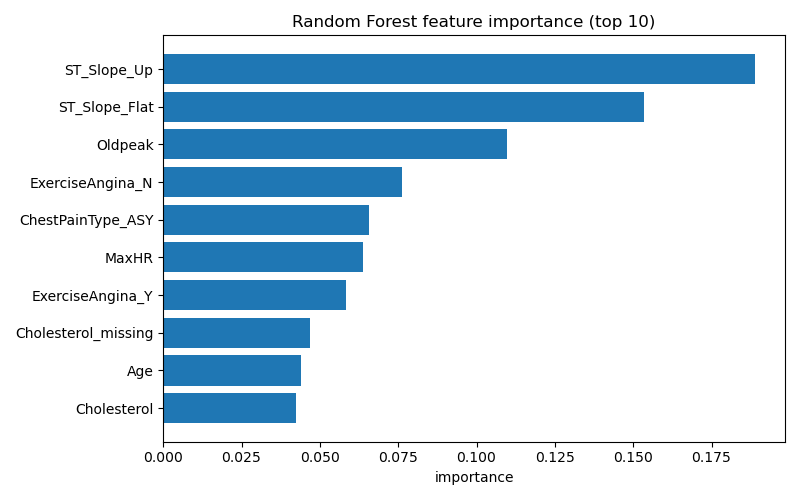 Random Forest feature importance (top 10)
ST_Slope_Up
ST_Slope_Flat
Oldpeak
ExerciseAngina_N
ChestPainType_ASY
MaxHR
ExerciseAngina_Y
Cholesterol_missing
Age
Cholesterol
0.000 0.025 0.050 0.075 0.100 0.125 0.150 0.175
importance